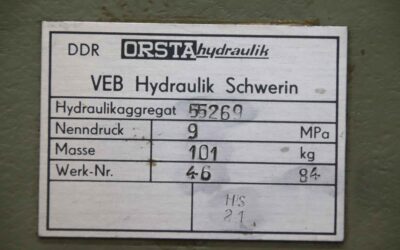 DDR ORSTA hydraulik
VEB Hydraulik Schwerin
Hydraulikaggregat 55269
Nenndruck 9 MPa
Masse 101 kg
Werk-Nr. 46 84
HS
21